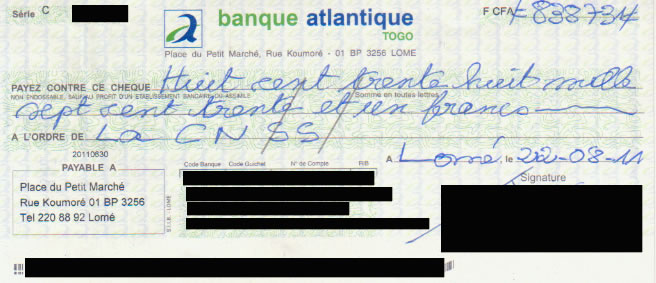 Série C
banque atlantique
TOGO
Place du Petit Marché, Rue Koumoré - 01 BP 3256 LOME
F CFA # 838734
PAYEZ CONTRE CE CHEQUE Huit cent trente huit mille
NON ENDOSSABLE, SAUF AU PROFIT D'UN ETABLISSEMENT BANCAIRE OU ASSIMILE
Somme en toutes lettres
sept cent trente et un francs
A L'ORDRE DE LA CNSS
20110630
PAYABLE A
Place du Petit Marché
Rue Koumoré 01 BP 3256
Tel 220 88 92 Lomé
Code Banque Code Guichet N° de Compte RIB
A Lomé, le 22-08-11
Signature